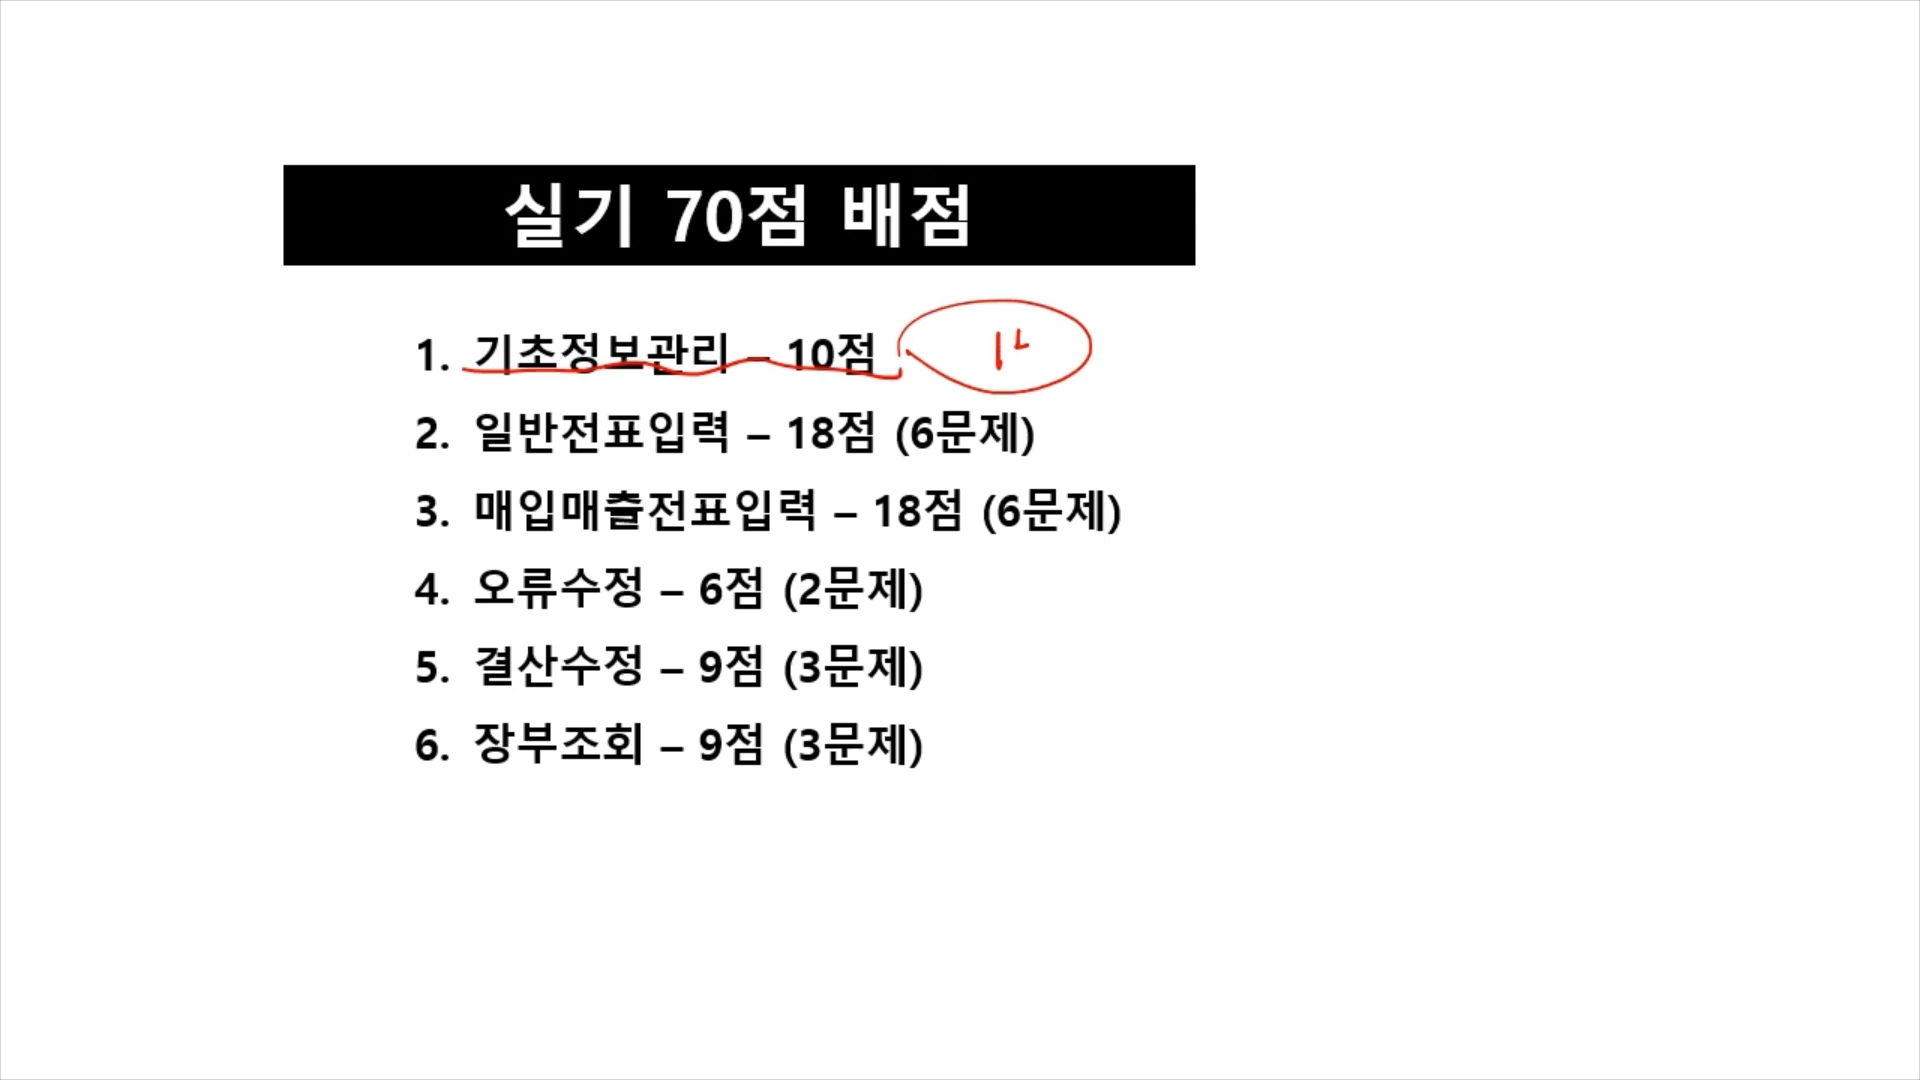 실기 70점 배점
1. 기초정보관리 – 10점
2. 일반전표입력 – 18점 (6문제)
3. 매입매출전표입력 – 18점 (6문제)
4. 오류수정 – 6점 (2문제)
5. 결산수정 – 9점 (3문제)
6. 장부조회 – 9점 (3문제)